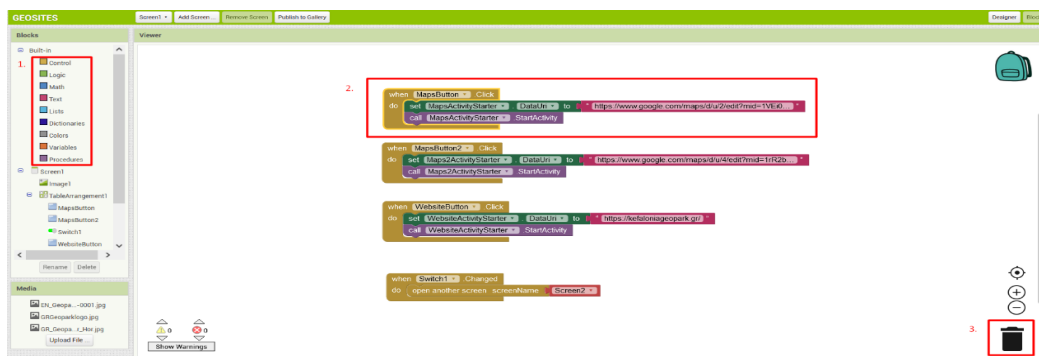 GEOSITES
Screen1 Add Screen ... Remove Screen Publish to Gallery
Designer
Blocks
Viewer
Built-in
1. Control
Logic
Math
Text
Lists
Dictionaries
Colors
Variables
Procedures
Screen1
Image1
TableArrangement1
MapsButton
MapsButton2
Switch1
WebsiteButton
Rename Delete
Media
EN_Geopa...-0001.jpg
GRGeoparklogo.jpg
GR_Geopa...z_Hor.jpg
Upload File ...
2.
when MapsButton .Click
do set MapsActivityStarter . DataUri to " https://www.google.com/maps/d/u/2/edit?mid=1VEi0... "
call MapsActivityStarter .StartActivity
when MapsButton2 .Click
do set Maps2ActivityStarter . DataUri to " https://www.google.com/maps/d/u/4/edit?mid=1rR2b... "
call Maps2ActivityStarter .StartActivity
when WebsiteButton .Click
do set WebsiteActivityStarter . DataUri to " https://kefaloniageopark.gr/ "
call WebsiteActivityStarter .StartActivity
when Switch1 .Changed
do open another screen screenName Screen2
0 0
Show Warnings
3.